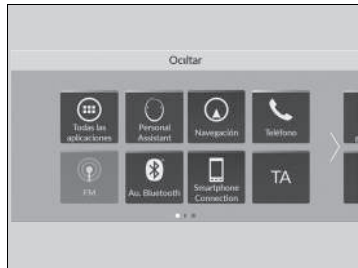 Ocultar
Todas las
aplicaciones
Personal
Assistant
Navegación
Teléfono
FM
Au. Bluetooth
Smartphone
Connection
TA